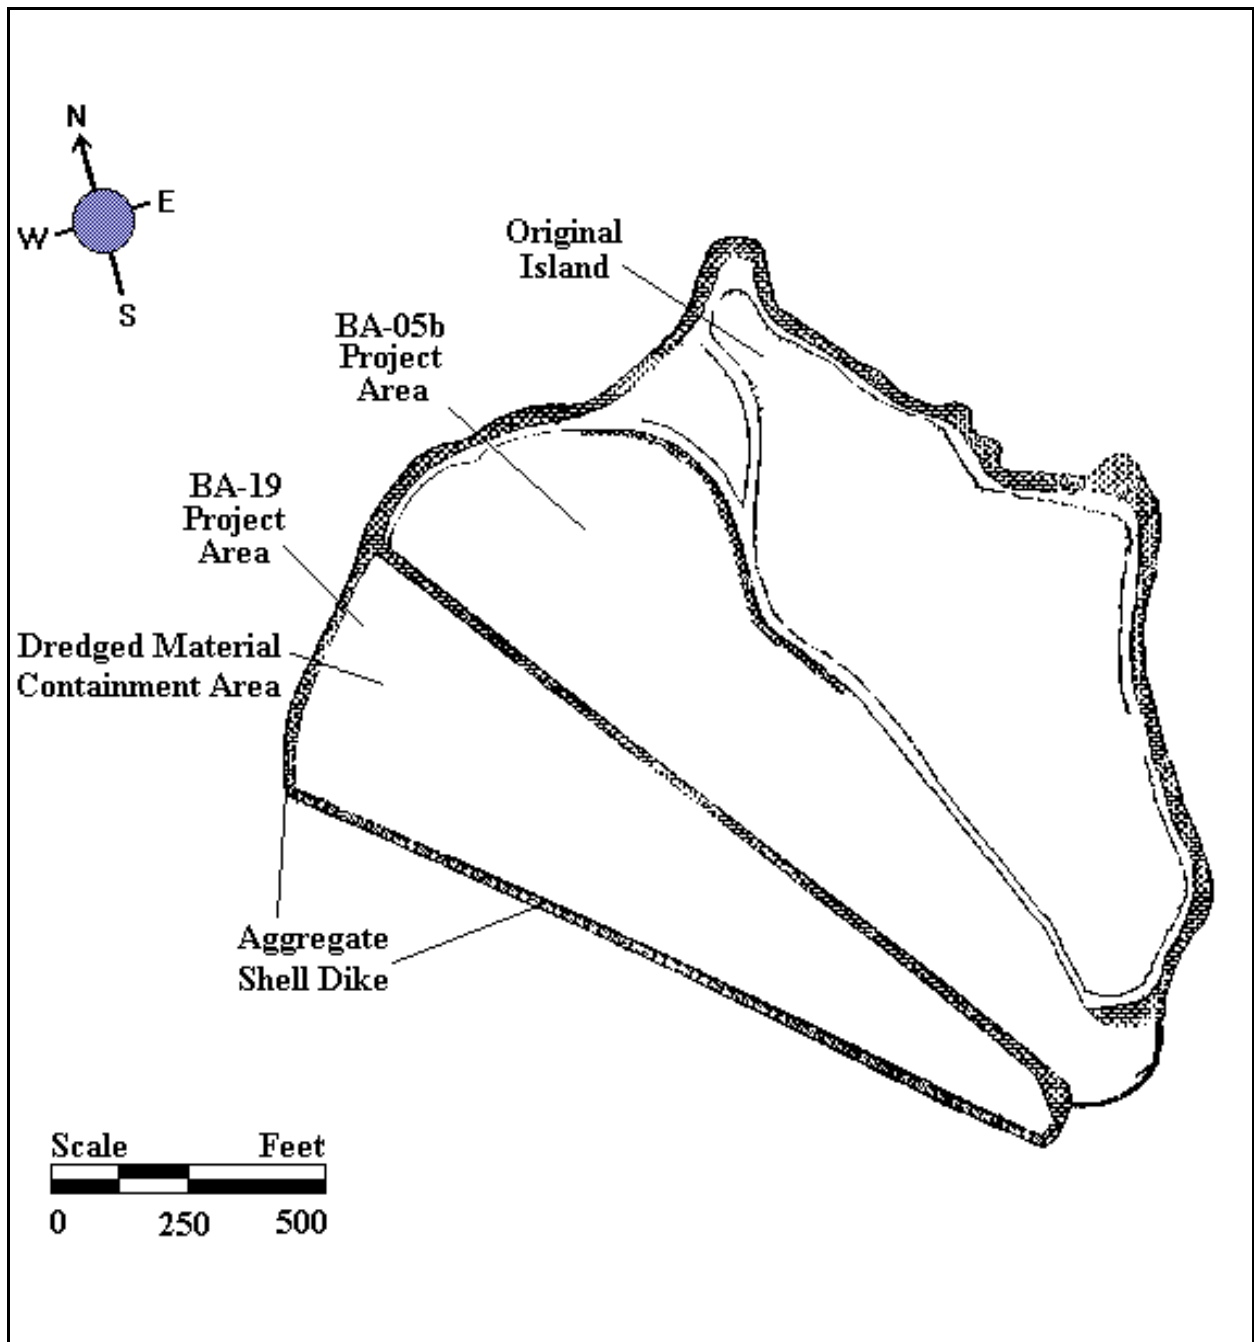 N
E
W
S
Original
Island
BA-05b
Project
Area
BA-19
Project
Area
Dredged Material
Containment Area
Aggregate
Shell Dike
Scale Feet
0 250 500